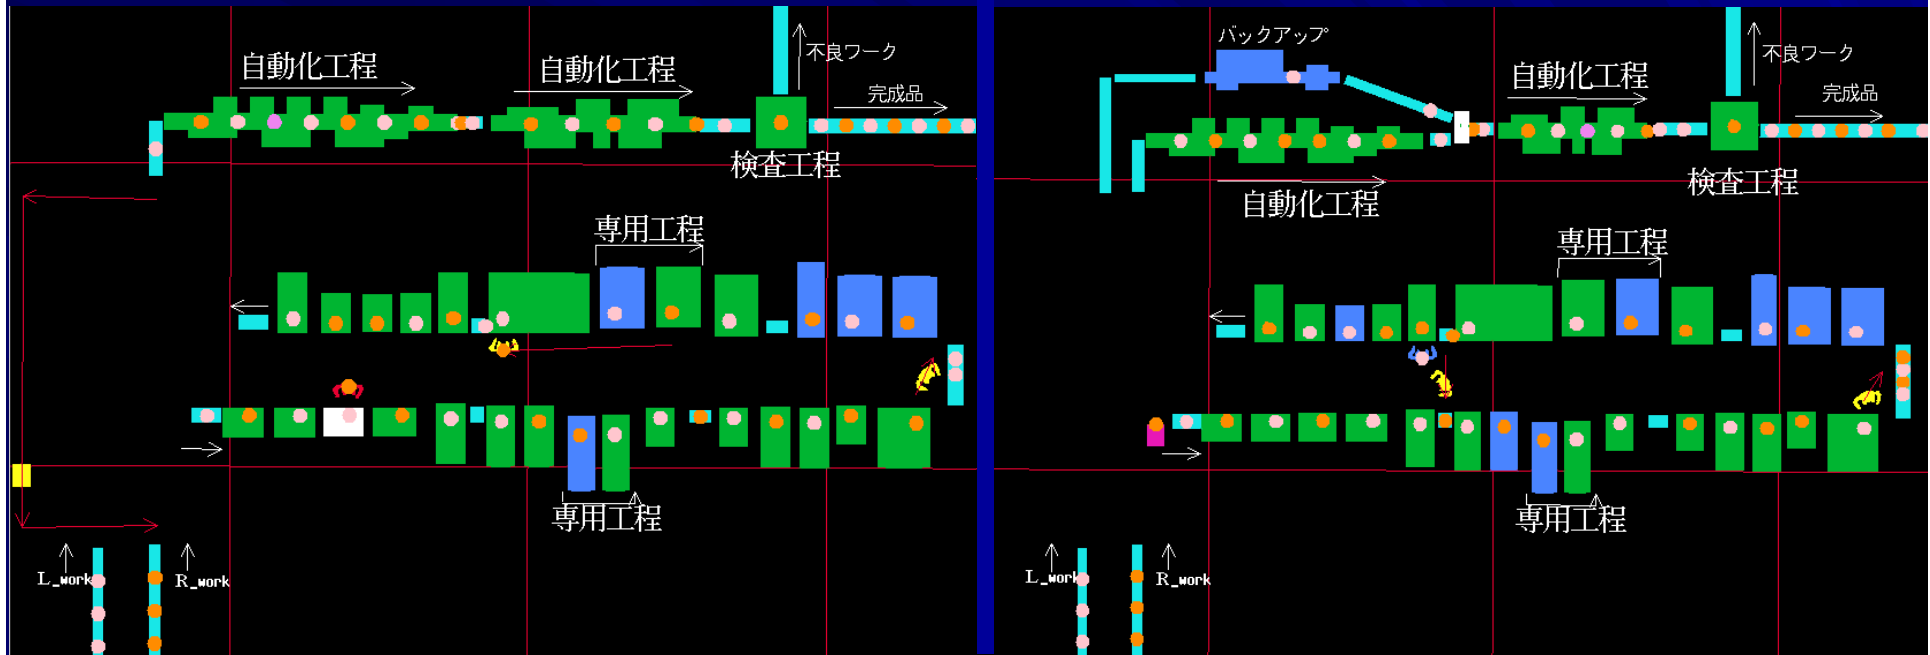 自動化工程
自動化工程
不良ワーク
完成品
検査工程
専用工程
専用工程
L_work
R_work
バックアップ
自動化工程
不良ワーク
完成品
検査工程
自動化工程
専用工程
専用工程
L_work
R_work